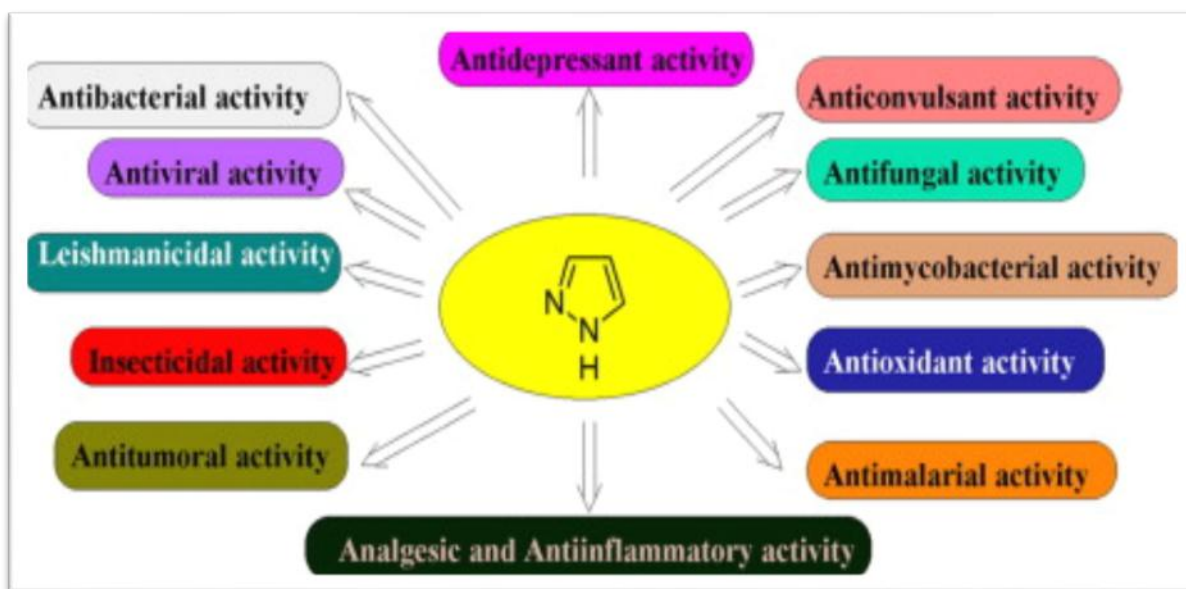 Antidepressant activity
Antibacterial activity
Anticonvulsant activity
Antiviral activity
Antifungal activity
Leishmanicidal activity
Antimycobacterial activity
N
N
H
Insecticidal activity
Antioxidant activity
Antitumoral activity
Antimalarial activity
Analgesic and Antiinflammatory activity